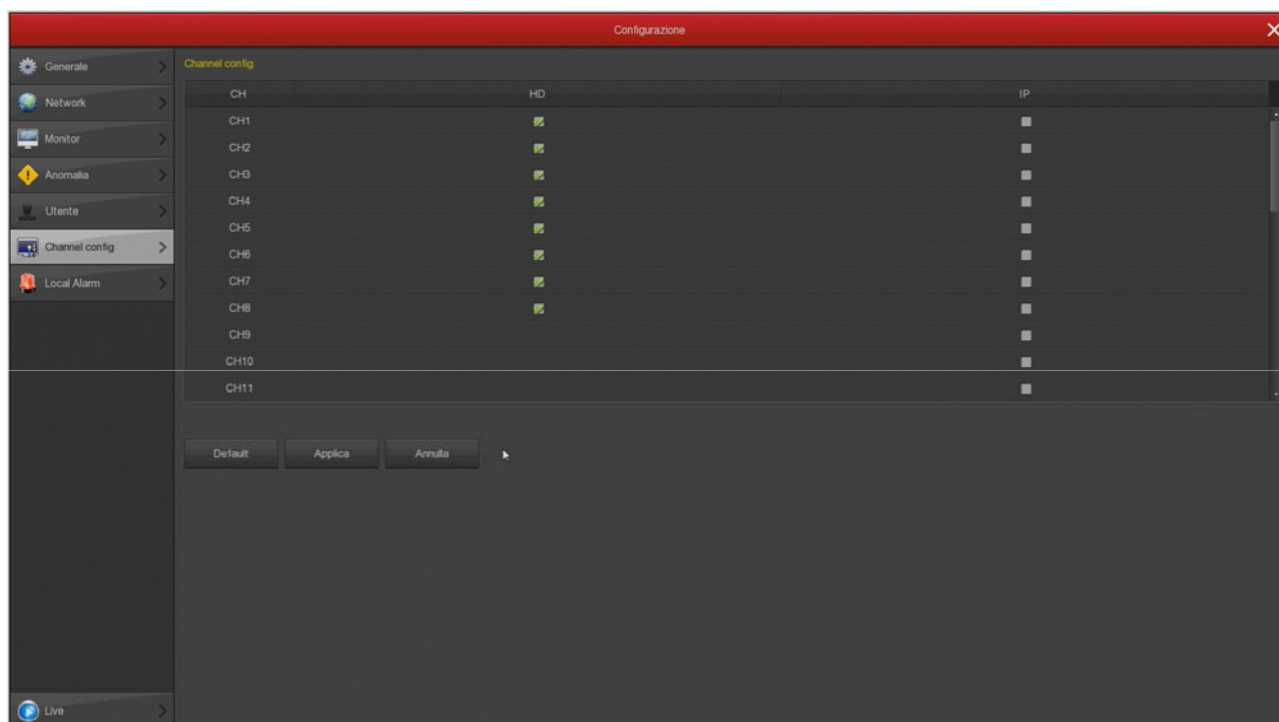 Configurazione
Generale
Network
Monitor
Anomalia
Utente
Channel config
Local Alarm
Live
Channel config
CH HD IP
CH1
CH2
CH3
CH4
CH5
CH6
CH7
CH8
CH9
CH10
CH11
Default Applica Annulla